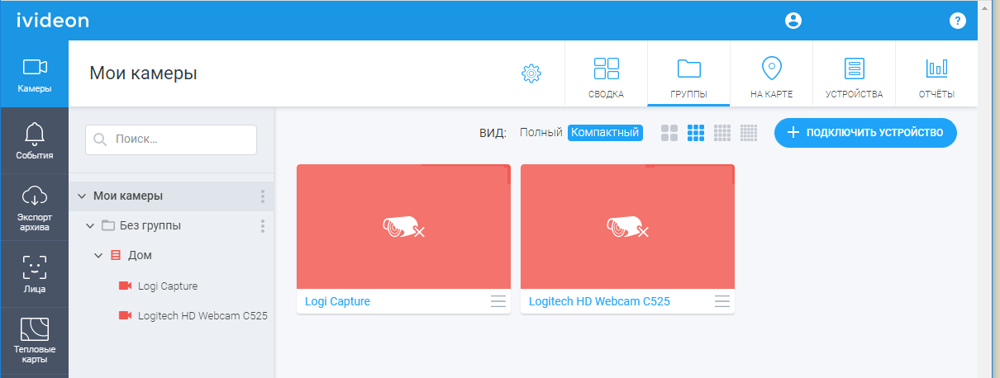 ivideon
?
Камеры
Мои камеры
СВОДКА
ГРУППЫ
НА КАРТЕ
УСТРОЙСТВА
ОТЧЁТЫ
События
Экспорт
архива
Лица
Тепловые
карты
Поиск...
Мои камеры
Без группы
Дом
Logi Capture
Logitech HD Webcam C525
ВИД: Полный Компактный
ПОДКЛЮЧИТЬ УСТРОЙСТВО
Logi Capture
Logitech HD Webcam C525